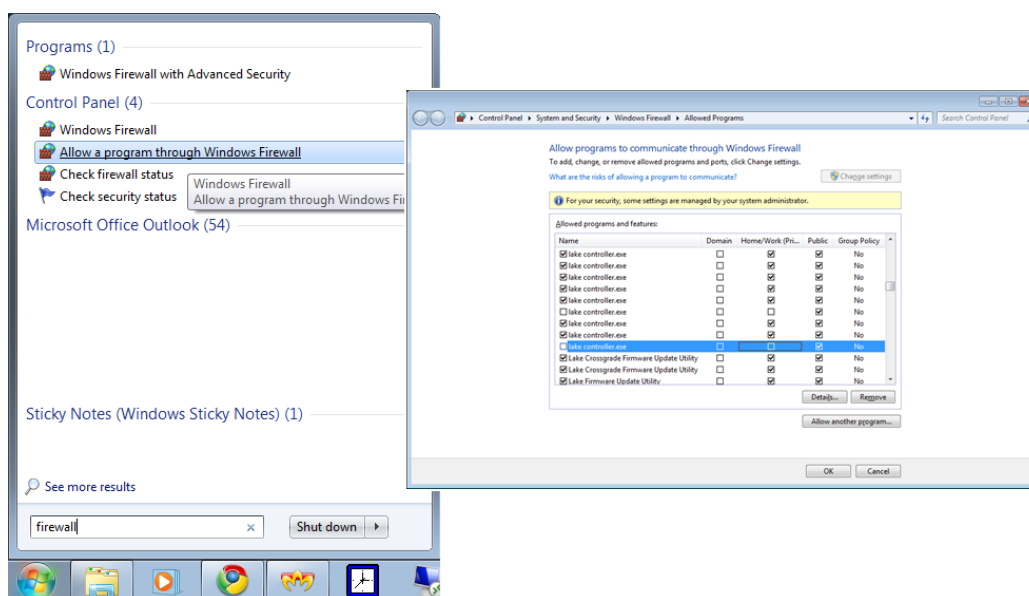 Programs (1)
Windows Firewall with Advanced Security
Control Panel (4)
Windows Firewall
Allow a program through Windows Firewall
Check firewall status
Check security status
Windows Firewall
Allow a program through Windows Fi
Microsoft Office Outlook (54)
Sticky Notes (Windows Sticky Notes) (1)
See more results
firewall
Shut down
Control Panel System and Security Windows Firewall Allowed Programs
Search Control Panel
Allow programs to communicate through Windows Firewall
To add, change, or remove allowed programs and ports, click Change settings.
What are the risks of allowing a program to communicate?
Change settings
For your security, some settings are managed by your system administrator.
Allowed programs and features:
Name Domain Home/Work (Pri... Public Group Policy
lake controller.exe No
lake controller.exe No
lake controller.exe No
lake controller.exe No
lake controller.exe No
lake controller.exe No
lake controller.exe No
lake controller.exe No
lake controller.exe No
Lake Crossgrade Firmware Update Utility No
Lake Crossgrade Firmware Update Utility No
Lake Firmware Update Utility No
Details... Remove
Allow another program...
OK Cancel